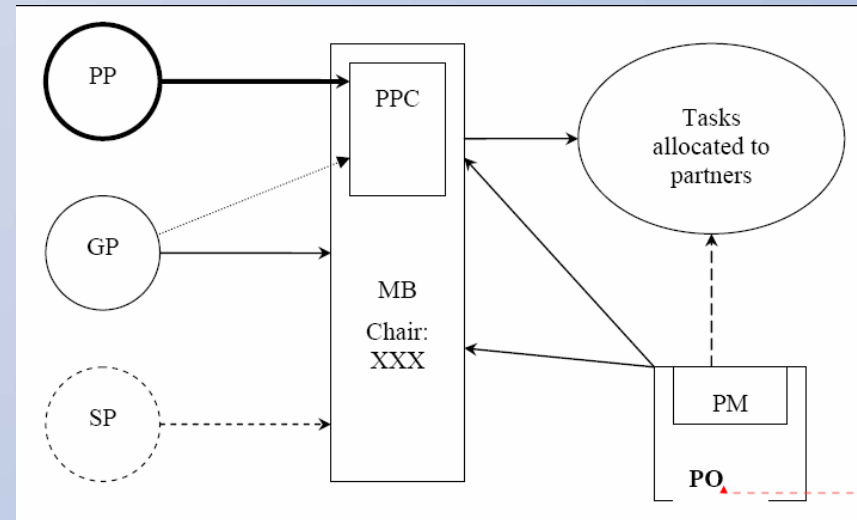 PP
PPC
Tasks
allocated to
partners
GP
MB
Chair:
XXX
SP
PM
PO